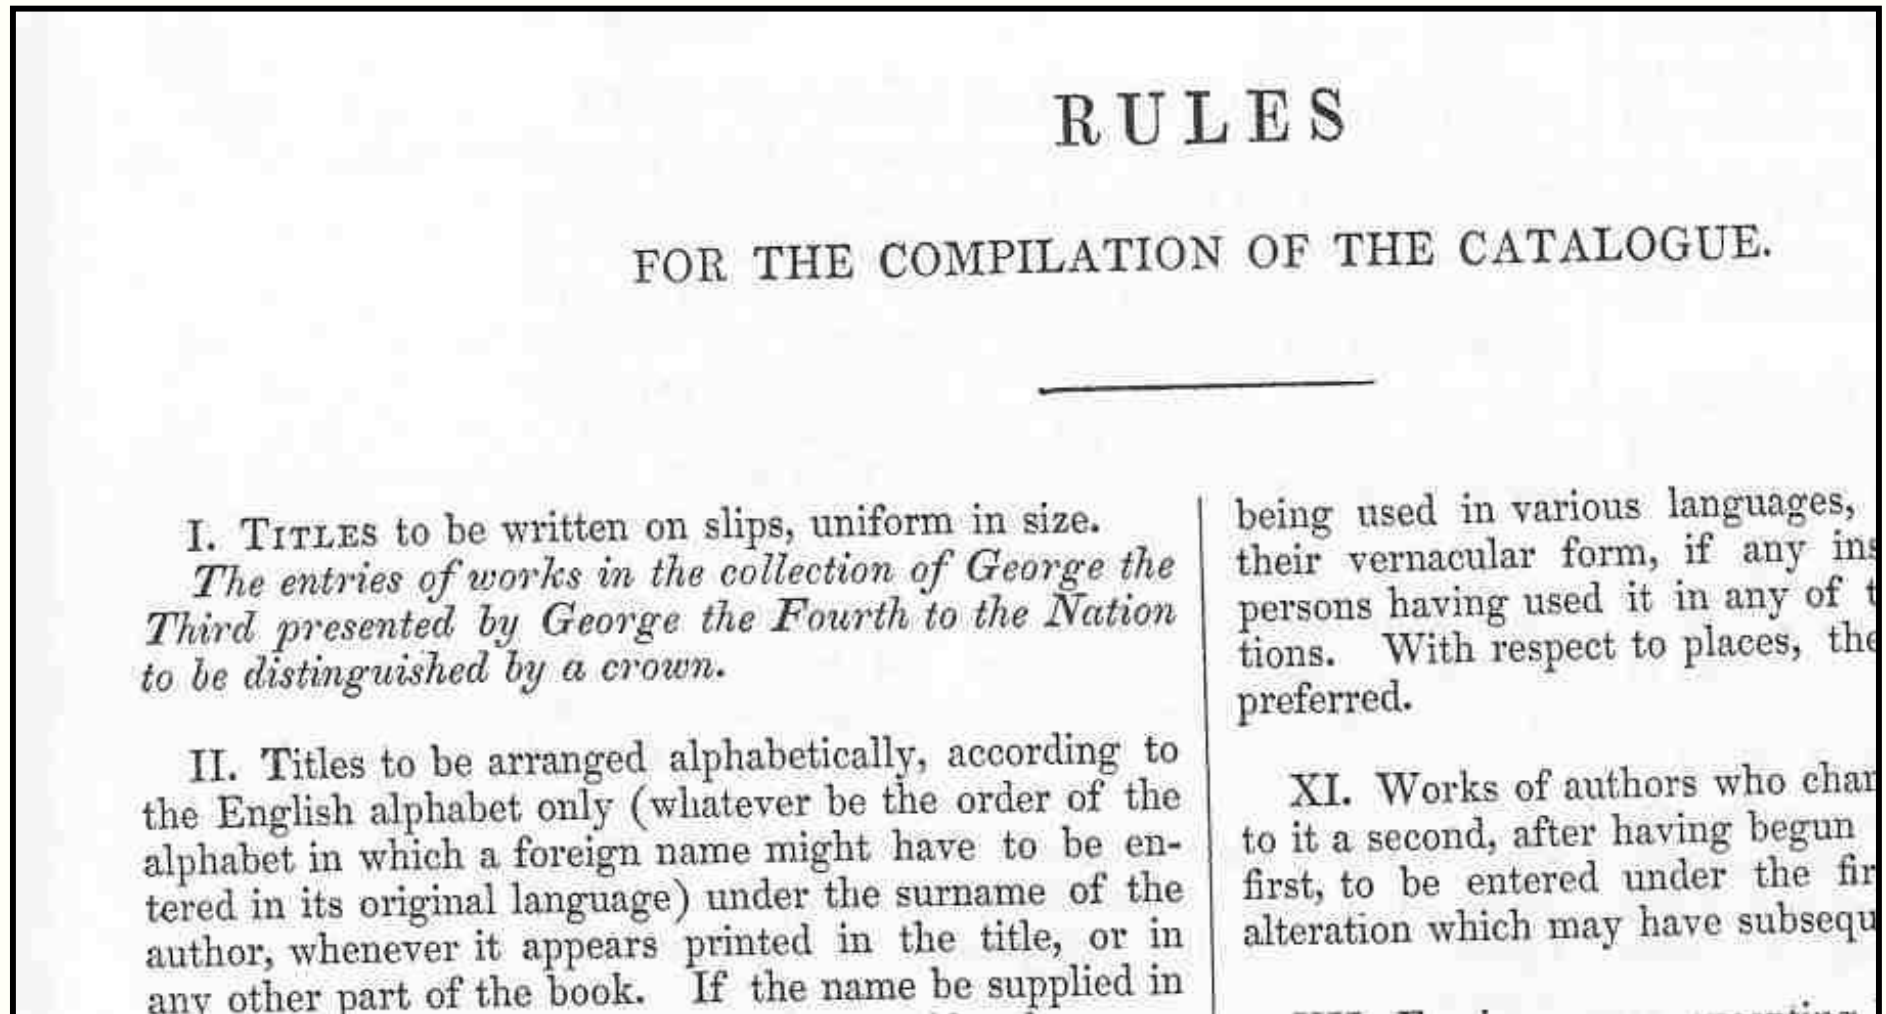 RULES
FOR THE COMPILATION OF THE CATALOGUE.
I. TITLES to be written on slips, uniform in size.
The entries of works in the collection of George the
Third presented by George the Fourth to the Nation
to be distinguished by a crown.
II. Titles to be arranged alphabetically, according to
the English alphabet only (whatever be the order of the
alphabet in which a foreign name might have to be en-
tered in its original language) under the surname of the
author, whenever it appears printed in the title, or in
any other part of the book. If the name be supplied in
being used in various languages,
their vernacular form, if any
persons having used it in any of
tions. With respect to places,
preferred.
XI. Works of authors who
to it a second, after having begun
first, to be entered under the
alteration which may have